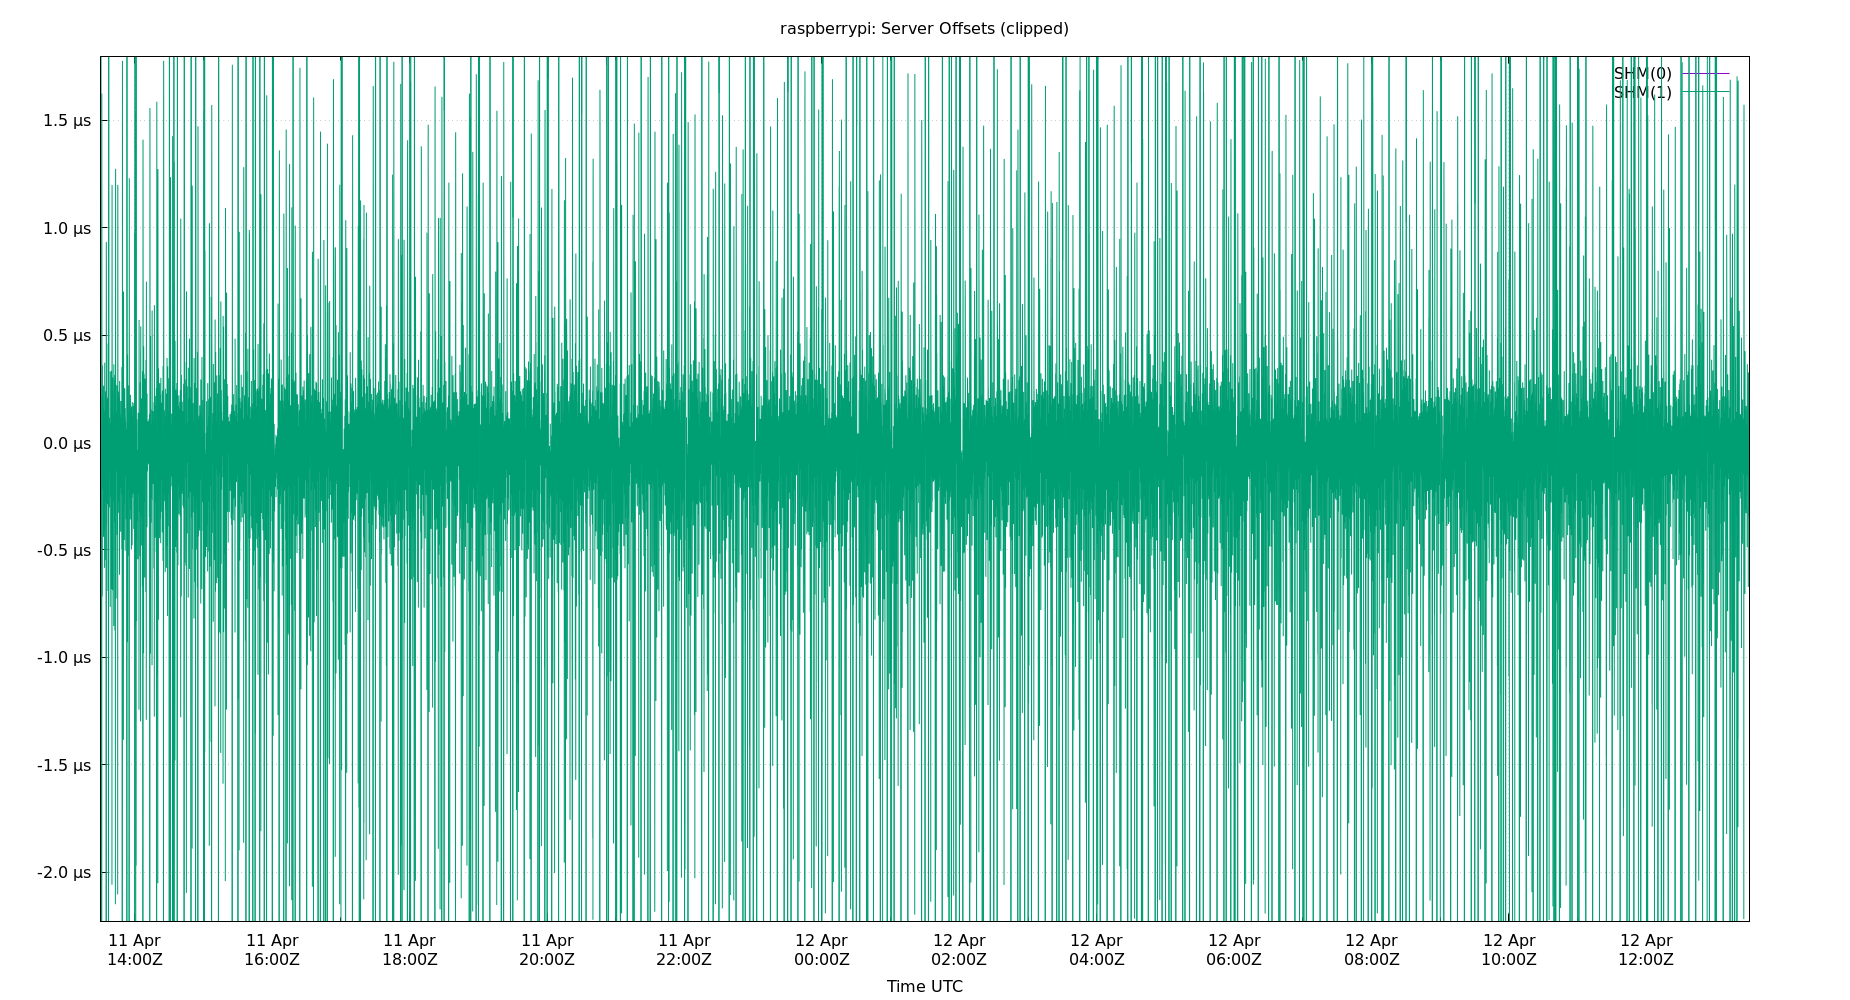 raspberrypi: Server Offsets (clipped)
SHM(0)
SHM(1)
1.5 µs
1.0 µs
0.5 µs
0.0 µs
-0.5 µs
-1.0 µs
-1.5 µs
-2.0 µs
11 Apr 11 Apr 11 Apr 11 Apr 11 Apr 12 Apr 12 Apr 12 Apr 12 Apr 12 Apr 12 Apr 12 Apr
14:00Z 16:00Z 18:00Z 20:00Z 22:00Z 00:00Z 02:00Z 04:00Z 06:00Z 08:00Z 10:00Z 12:00Z
Time UTC